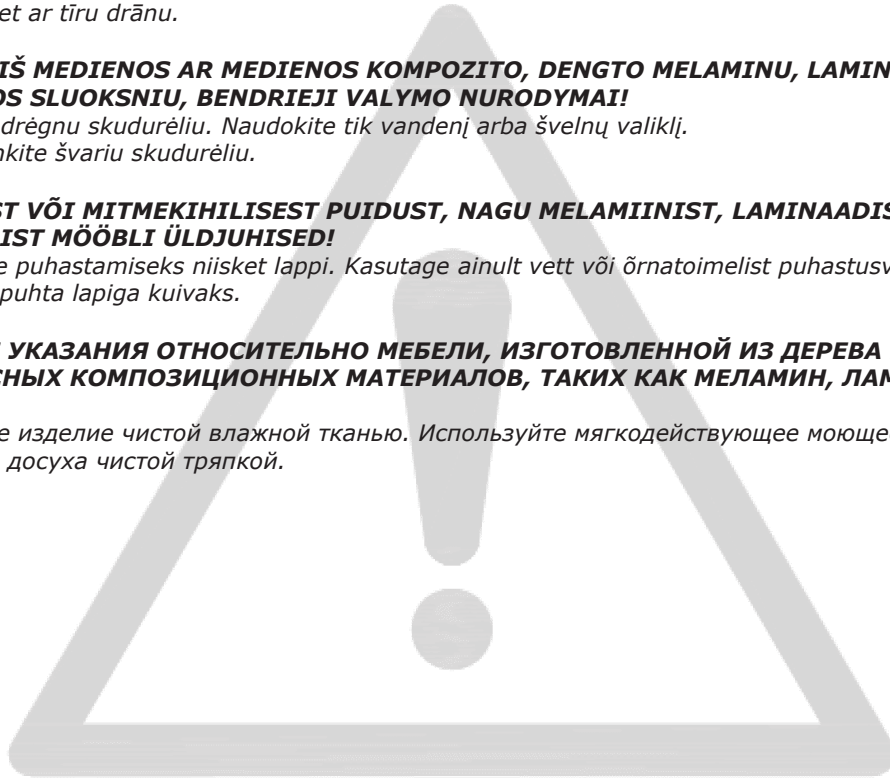 et ar tīru drānu.
IŠ MEDIENOS AR MEDIENOS KOMPOZITO, DENGTO MELAMINU, LAMIN
OS SLUOKSNIU, BENDRIEJI VALYMO NURODYMAI!
drėgnu skudurėliu. Naudokite tik vandenį arba švelnų valiklį.
nkite švariu skudurėliu.
ST VÕI MITMEKIHILISEST PUIDUST, NAGU MELAMIINIST, LAMINAADIS
IST MÖÖBLI ÜLDJUHISED!
e puhastamiseks niisket lappi. Kasutage ainult vett või õrnatoimelist puhastusv
puhta lapiga kuivaks.
УКАЗАНИЯ ОТНОСИТЕЛЬНО МЕБЕЛИ, ИЗГОТОВЛЕННОЙ ИЗ ДЕРЕВА
СНЫХ КОМПОЗИЦИОННЫХ МАТЕРИАЛОВ, ТАКИХ КАК МЕЛАМИН, ЛАМ
е изделие чистой влажной тканью. Используйте мягкодействующее моюще
досуха чистой тряпкой.